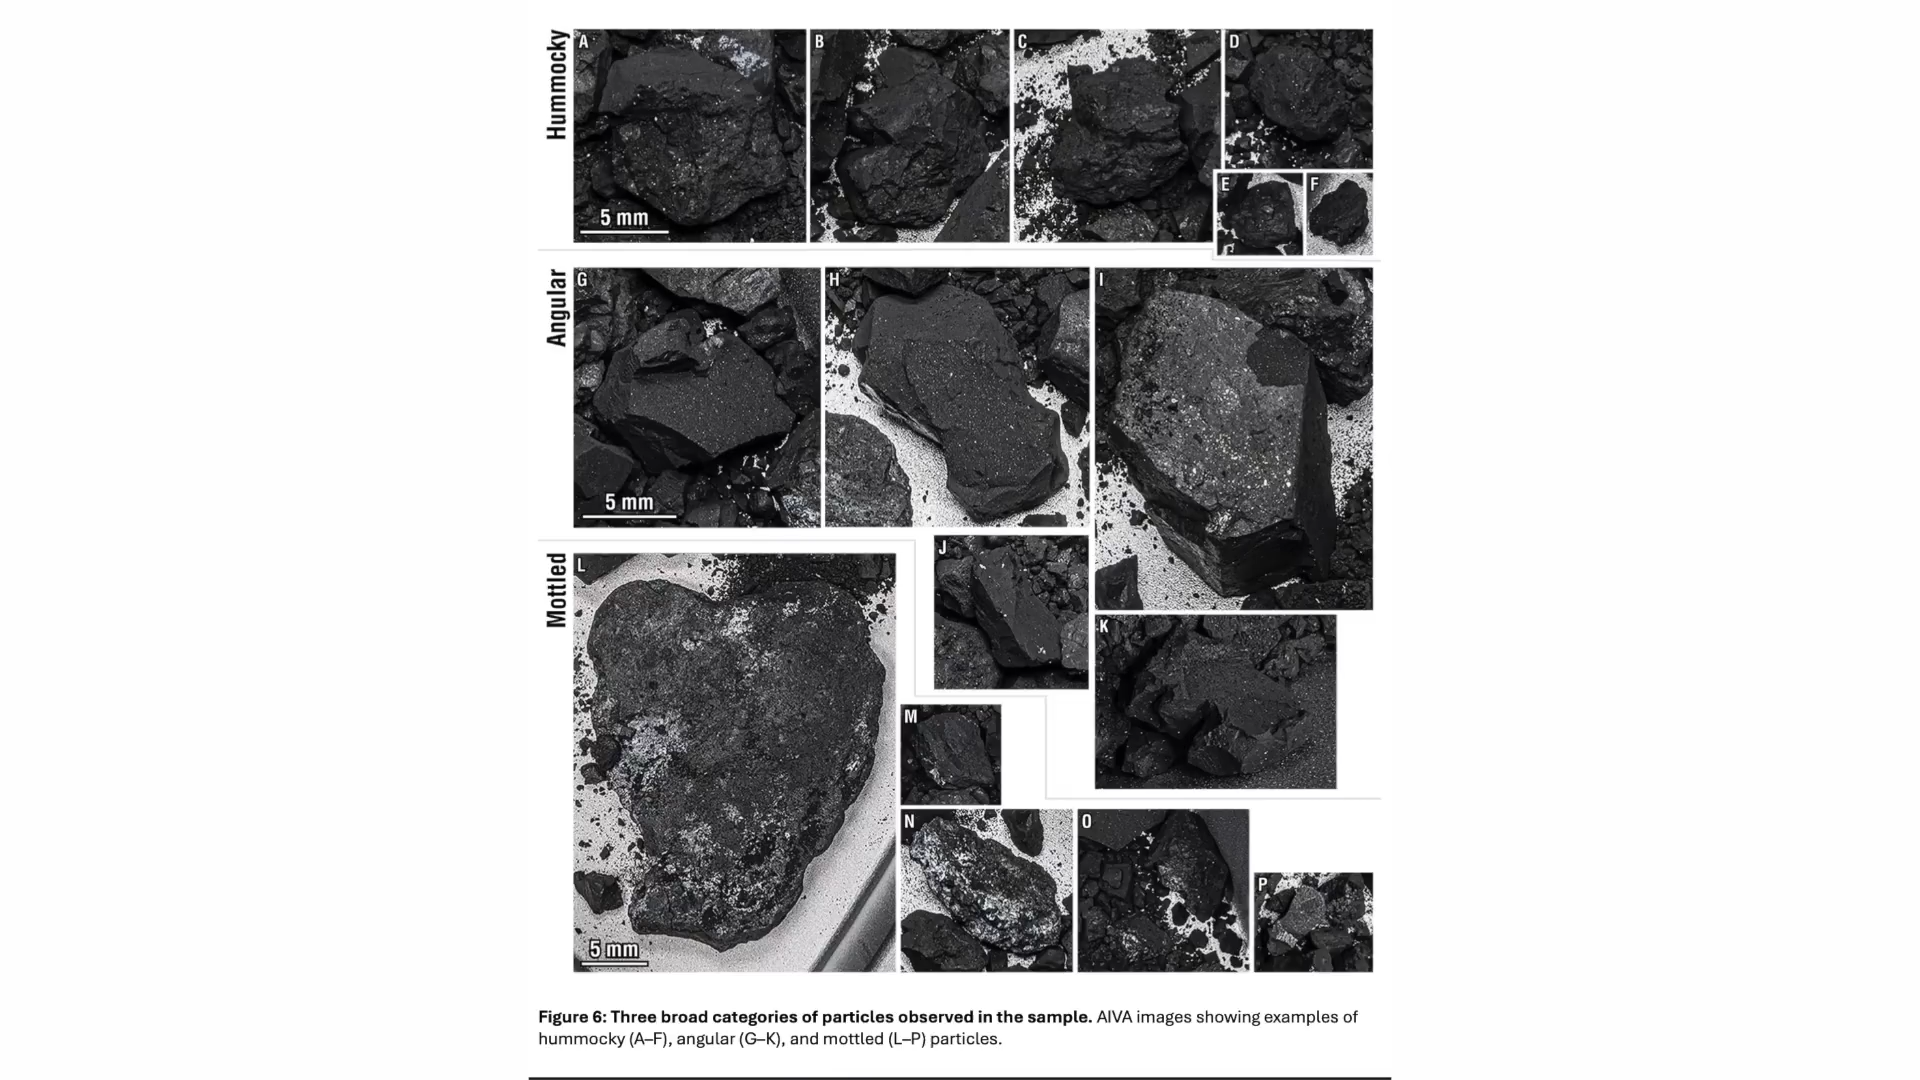 Hummocky
A
B
C
D
E
F
5 mm
Angular
G
H
I
5 mm
J
K
Mottled
L
M
N
O
P
5 mm
Figure 6: Three broad categories of particles observed in the sample. AIVA images showing examples of
hummocky (A–F), angular (G–K), and mottled (L–P) particles.